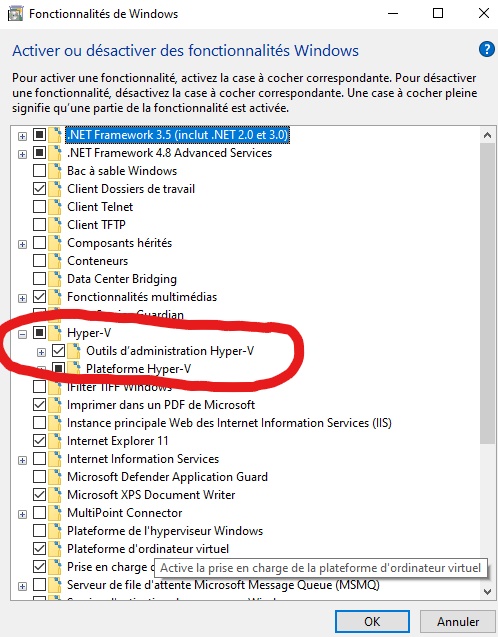 Fonctionnalités de Windows
Activer ou désactiver des fonctionnalités Windows
Pour activer une fonctionnalité, activez la case à cocher correspondante. Pour désactiver
une fonctionnalité, désactivez la case à cocher correspondante. Une case à cocher pleine
signifie qu'une partie de la fonctionnalité est activée.
.NET Framework 3.5 (inclut .NET 2.0 et 3.0)
.NET Framework 4.8 Advanced Services
Bac à sable Windows
Client Dossiers de travail
Client Telnet
Client TFTP
Composants hérités
Conteneurs
Data Center Bridging
Fonctionnalités multimédias
Guardian
Hyper-V
Outils d'administration Hyper-V
Plateforme Hyper-V
IFilter TIFF Windows
Imprimer dans un PDF de Microsoft
Instance principale Web des Internet Information Services (IIS)
Internet Explorer 11
Internet Information Services
Microsoft Defender Application Guard
Microsoft XPS Document Writer
MultiPoint Connector
Plateforme de l'hyperviseur Windows
Plateforme d'ordinateur virtuel
Prise en charge
Active la prise en charge de la plateforme d'ordinateur virtuel
Serveur de file d'attente Microsoft Message Queue (MSMQ)
OK
Annuler